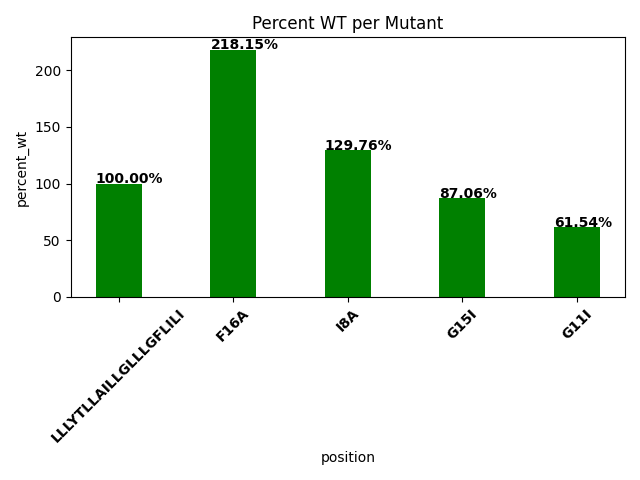 Percent WT per Mutant
percent_wt
200
150
100
50
0
100.00%
218.15%
129.76%
87.06%
61.54%
LLLYTLLAILLGLLLGFLILI
F16A
I8A
G15I
G11I
position